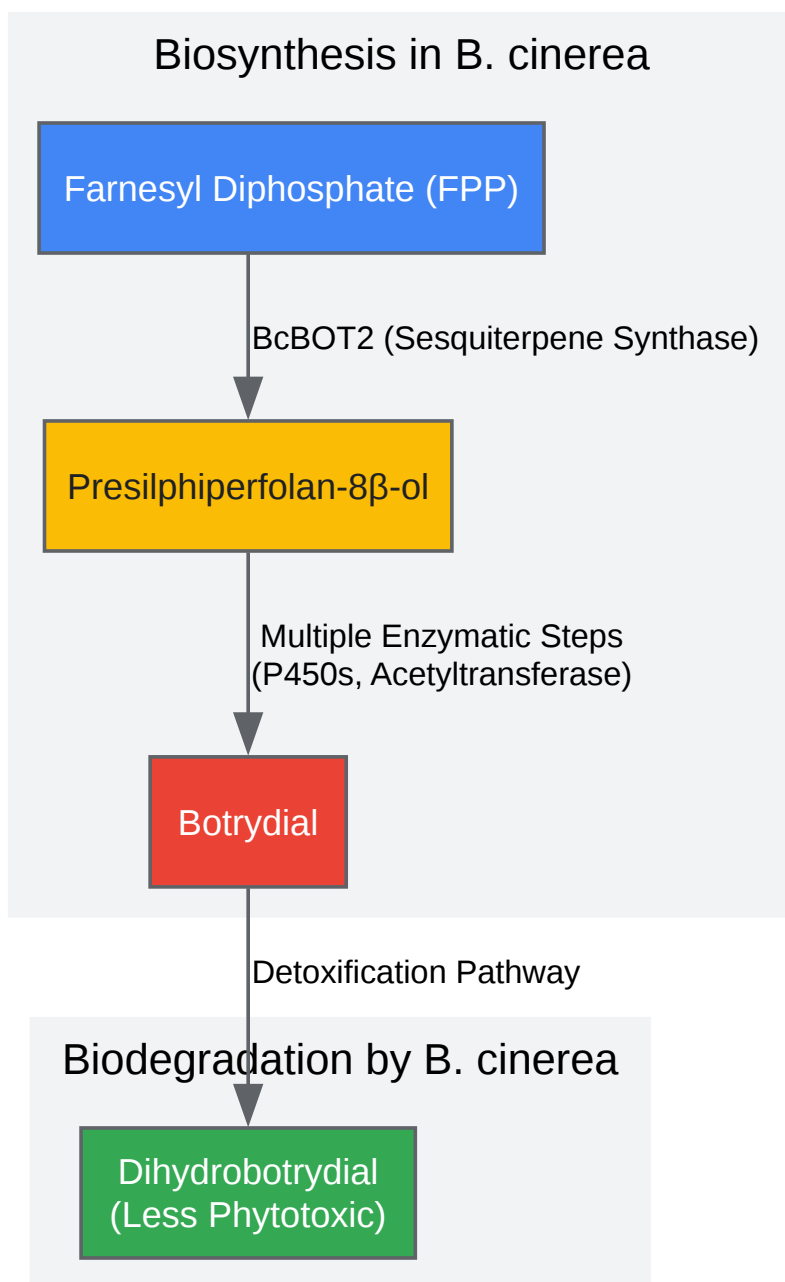 Biosynthesis in B. cinerea
Farnesyl Diphosphate (FPP)
BcBOT2 (Sesquiterpene Synthase)
Presilphiperfolan-8β-ol
Multiple Enzymatic Steps
(P450s, Acetyltransferase)
Botrydial
Detoxification Pathway
Biodegradation by B. cinerea
Dihydrobotrydial
(Less Phytotoxic)